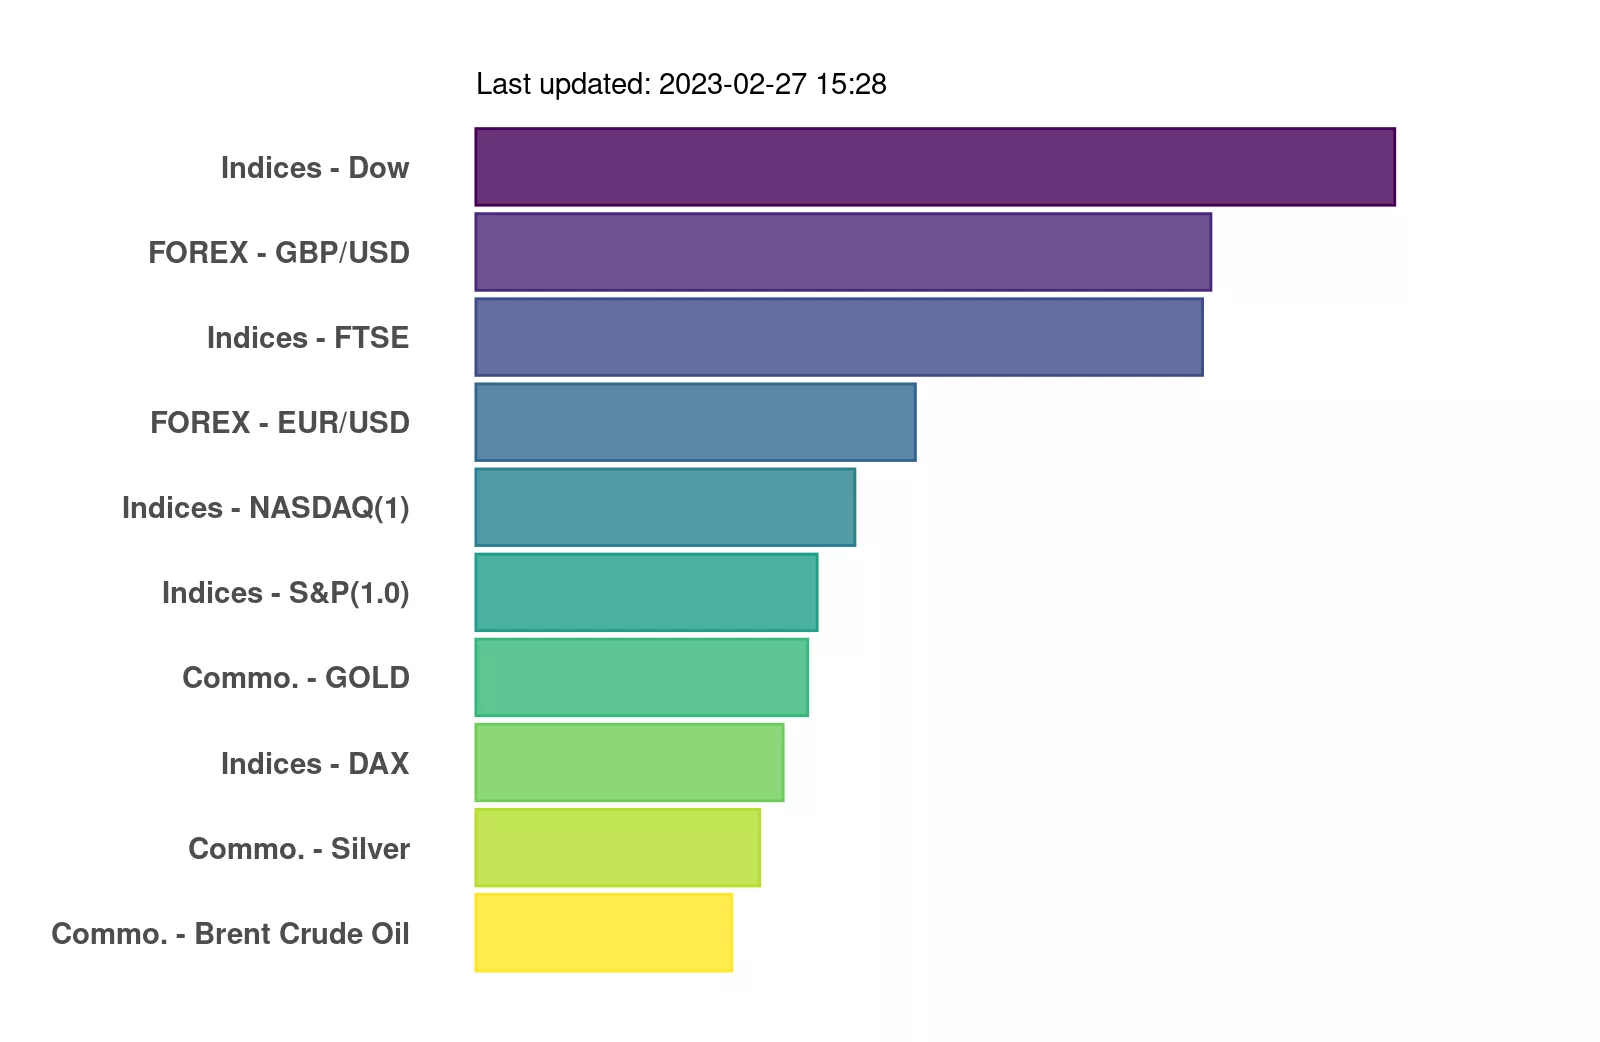 Last updated: 2023-02-27 15:28
Indices - Dow
FOREX - GBP/USD
Indices - FTSE
FOREX - EUR/USD
Indices - NASDAQ(1)
Indices - S&P(1.0)
Commo. - GOLD
Indices - DAX
Commo. - Silver
Commo. - Brent Crude Oil